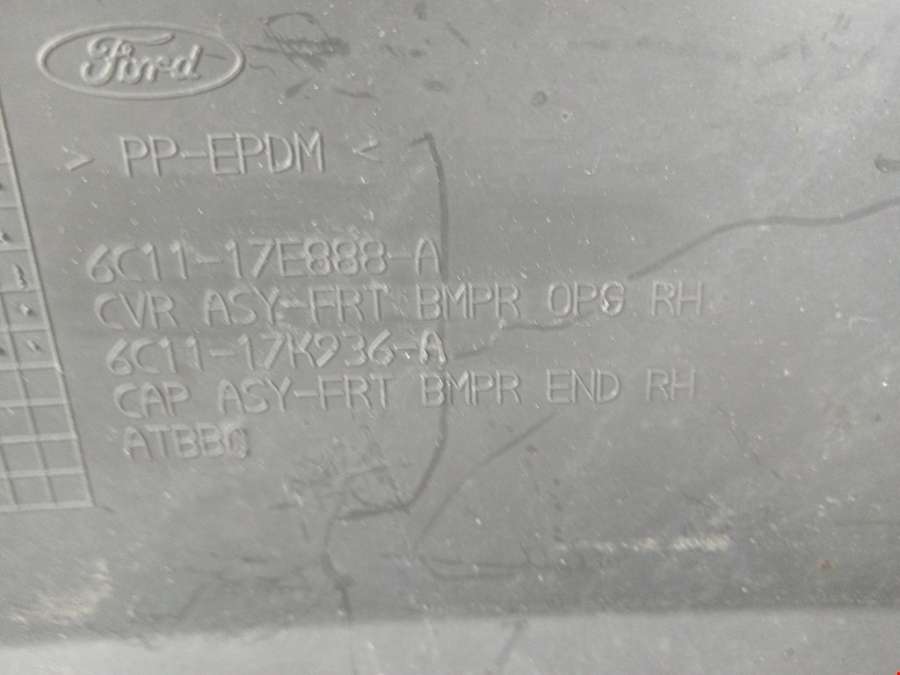 Ford
> PP-EPDM <
6C11-17E888-A
CVR ASY-FRT BMPR OPG RH
6C11-17K936-A
CAP ASY-FRT BMPR END RH
ATBBG